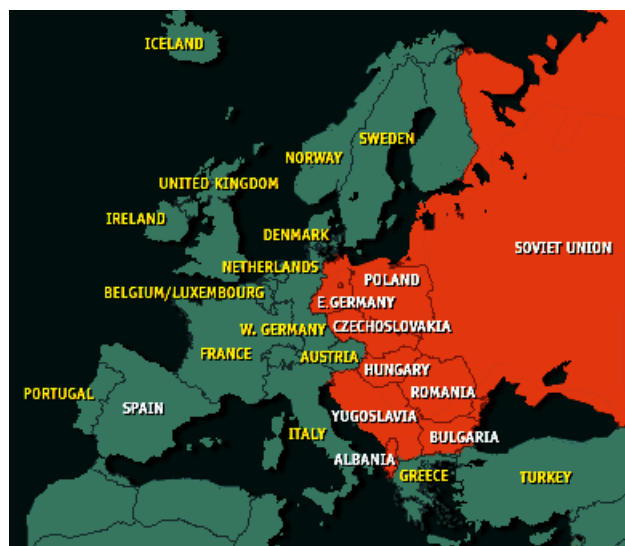 ICELAND
SWEDEN
NORWAY
UNITED KINGDOM
IRELAND
DENMARK
SOVIET UNION
NETHERLANDS
POLAND
BELGIUM/LUXEMBOURG
E.GERMANY
W. GERMANY
CZECHOSLOVAKIA
FRANCE
AUSTRIA
HUNGARY
PORTUGAL
ROMANIA
SPAIN
YUGOSLAVIA
ITALY
BULGARIA
ALBANIA
GREECE
TURKEY